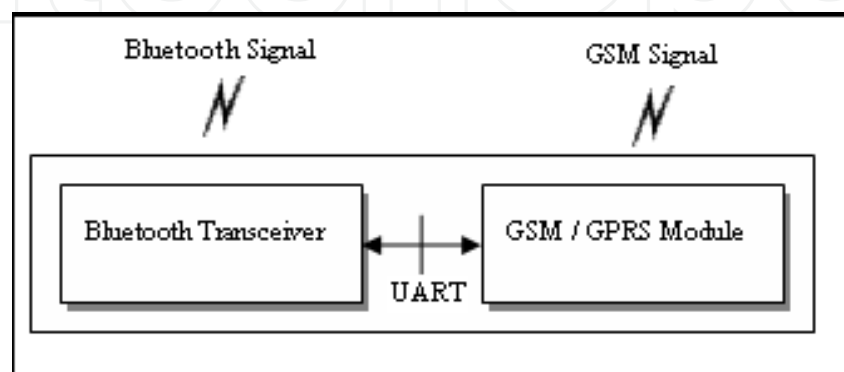 Bluetooth Signal
GSM Signal
Bluetooth Transceiver
GSM / GPRS Module
UART